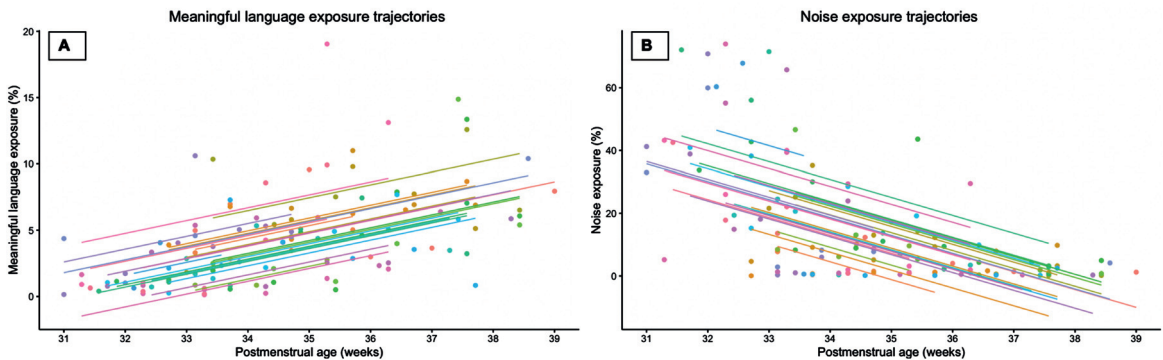 Meaningful language exposure trajectories
A
Meaningful language exposure (%)
20
15
10
5
0
31 32 33 34 35 36 37 38 39
Postmenstrual age (weeks)
Noise exposure trajectories
B
Noise exposure (%)
60
40
20
0
31 32 33 34 35 36 37 38 39
Postmenstrual age (weeks)